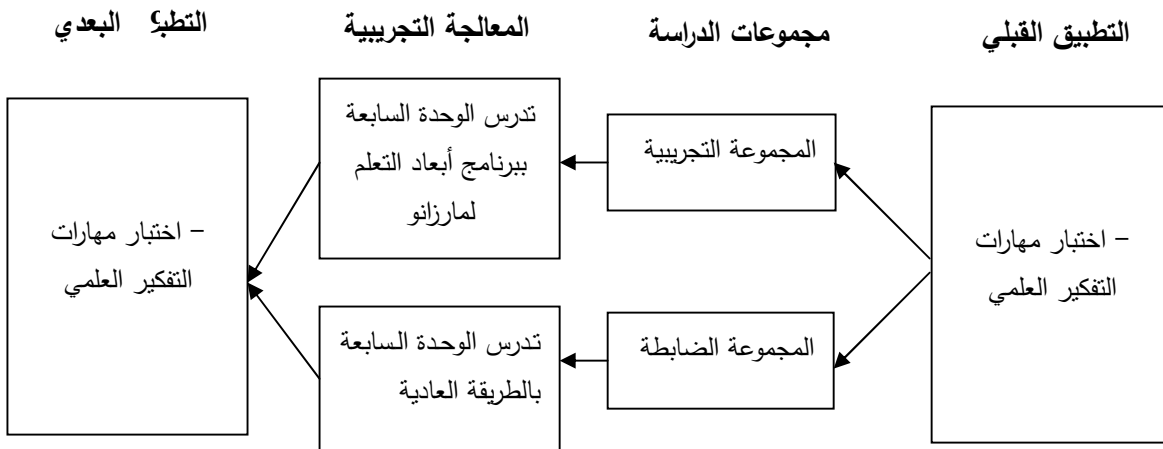 التطبيق القبلي
مجموعات الدراسة
المعالجة التجريبية
البعدي
– اختبار مهارات
التفكير العلمي
المجموعة التجريبية
المجموعة الضابطة
تدرس الوحدة السابعة
ببرنامج أبعاد التعلم
لمارزانو
تدرس الوحدة السابعة
بالطريقة العادية
– اختبار مهارات
التفكير العلمي